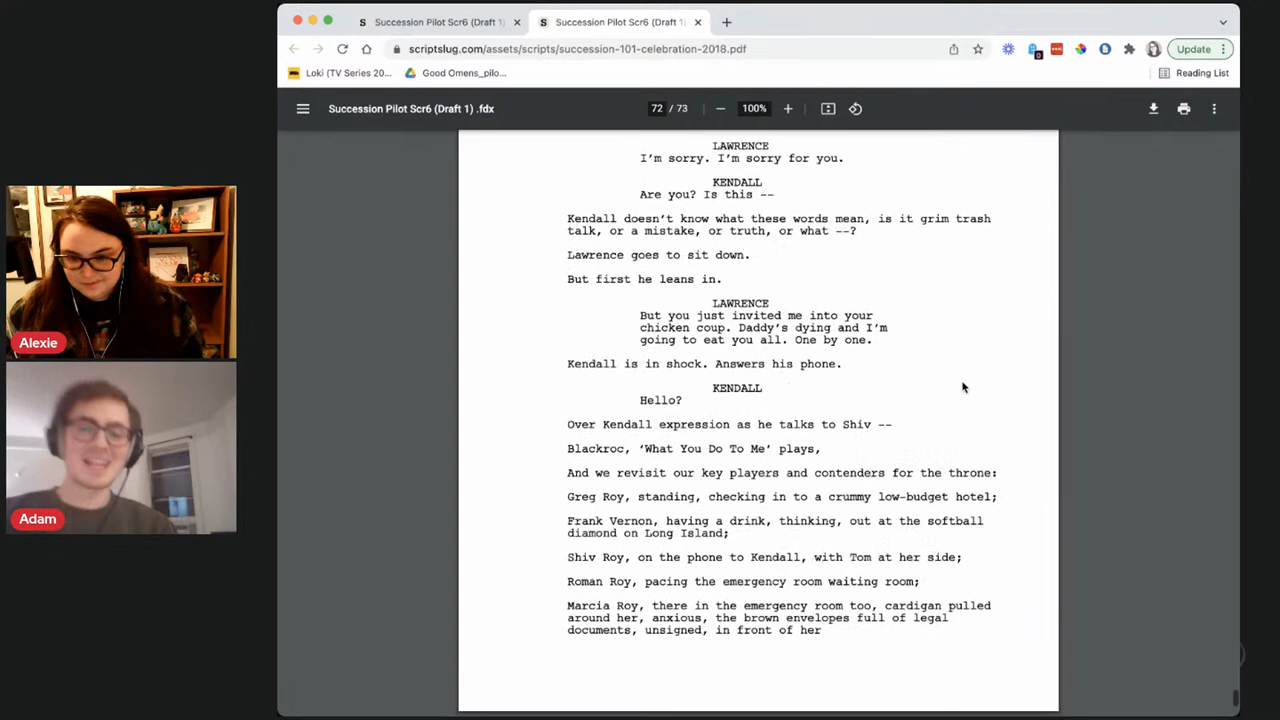 Succession Pilot Scr6 (Draft 1)
Succession Pilot Scr6 (Draft 1)
scriptslug.com/assets/scripts/succession-101-celebration-2018.pdf
Update
Loki (TV Series 20...
Good Omens_pilo...
Reading List
Succession Pilot Scr6 (Draft 1) .fdx
72 / 73
100%
LAWRENCE
I'm sorry. I'm sorry for you.
KENDALL
Are you? Is this --
Kendall doesn't know what these words mean, is it grim trash
talk, or a mistake, or truth, or what --?
Lawrence goes to sit down.
But first he leans in.
LAWRENCE
But you just invited me into your
chicken coup. Daddy's dying and I'm
going to eat you all. One by one.
Kendall is in shock. Answers his phone.
KENDALL
Hello?
Over Kendall expression as he talks to Shiv --
Blackroc, 'What You Do To Me' plays,
And we revisit our key players and contenders for the throne:
Greg Roy, standing, checking in to a crummy low-budget hotel;
Frank Vernon, having a drink, thinking, out at the softball
diamond on Long Island;
Shiv Roy, on the phone to Kendall, with Tom at her side;
Roman Roy, pacing the emergency room waiting room;
Marcia Roy, there in the emergency room too, cardigan pulled
around her, anxious, the brown envelopes full of legal
documents, unsigned, in front of her
Alexie
Adam